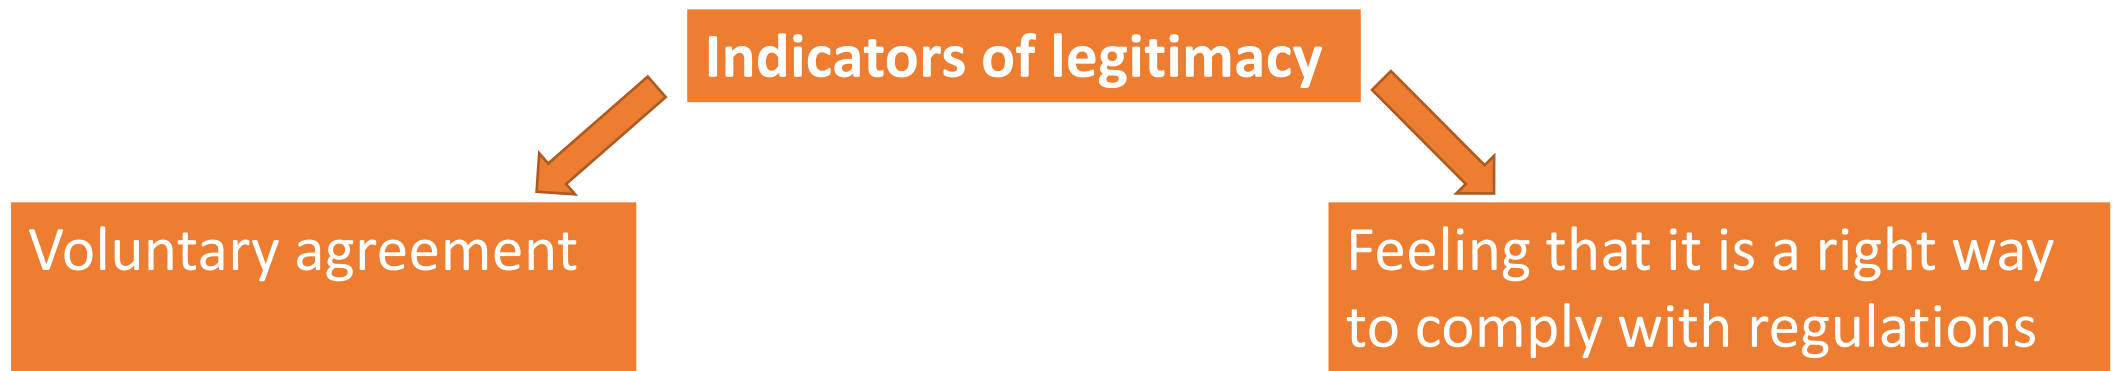 Indicators of legitimacy
Voluntary agreement
Feeling that it is a right way
to comply with regulations